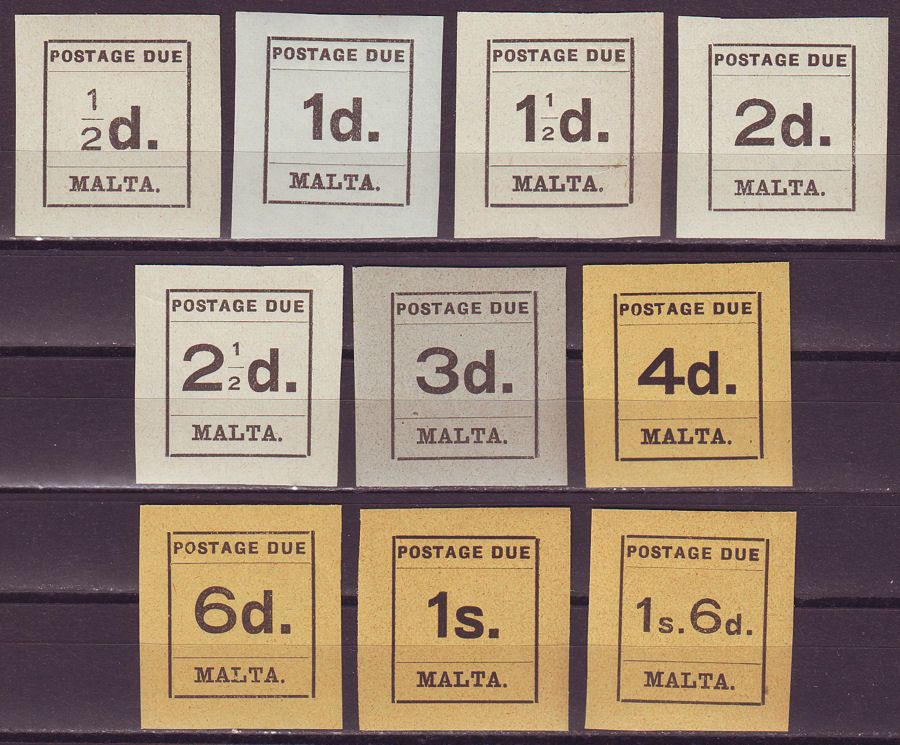 POSTAGE DUE
½d.
MALTA.
POSTAGE DUE
1d.
MALTA.
POSTAGE DUE
1½d.
MALTA.
POSTAGE DUE
2d.
MALTA.
POSTAGE DUE
2½d.
MALTA.
POSTAGE DUE
3d.
MALTA.
POSTAGE DUE
4d.
MALTA.
POSTAGE DUE
6d.
MALTA.
POSTAGE DUE
1s.
MALTA.
POSTAGE DUE
1s.6d.
MALTA.